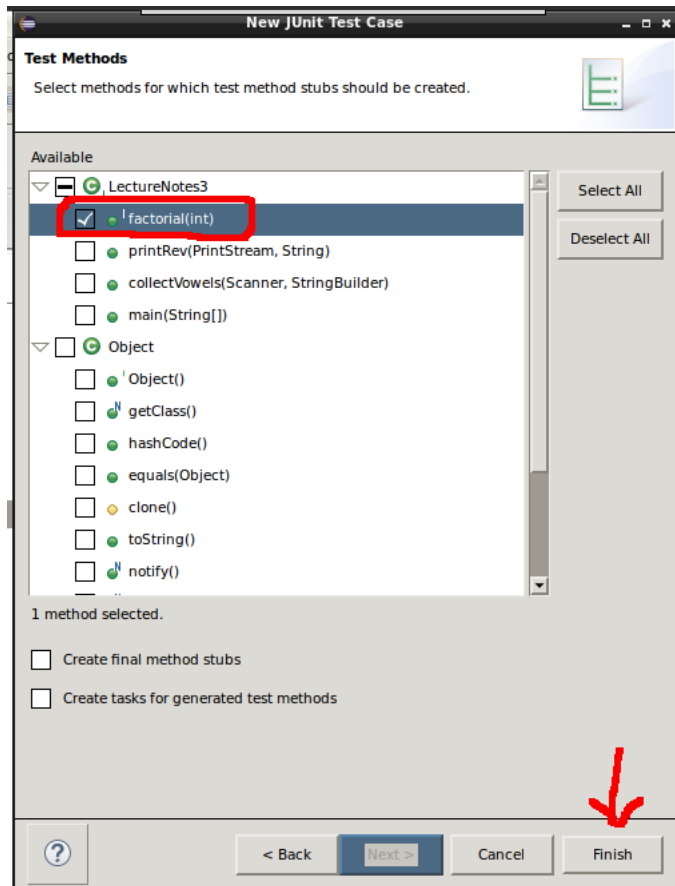 New JUnit Test Case
Test Methods
Select methods for which test method stubs should be created.
Available
LectureNotes3
Select All
factorial(int)
Deselect All
printRev(PrintStream, String)
collectVowels(Scanner, StringBuilder)
main(String[])
Object
Object()
getClass()
hashCode()
equals(Object)
clone()
toString()
notify()
1 method selected.
Create final method stubs
Create tasks for generated test methods
? < Back Next > Cancel Finish